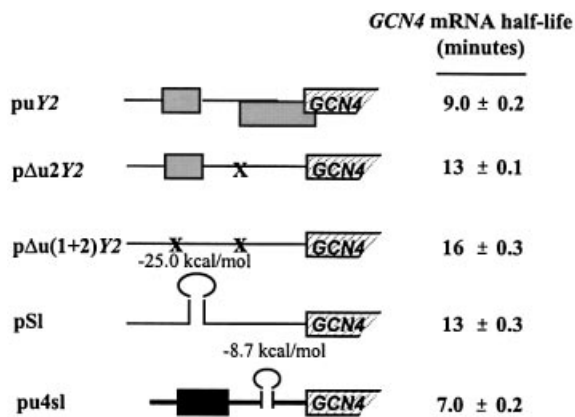 GCN4 mRNA half-life
(minutes)
puY2 GCN4 9.0 ± 0.2
pΔu2Y2 X GCN4 13 ± 0.1
pΔu(1+2)Y2 X X GCN4 16 ± 0.3
-25.0 kcal/mol
pSl GCN4 13 ± 0.3
-8.7 kcal/mol
pu4sl GCN4 7.0 ± 0.2